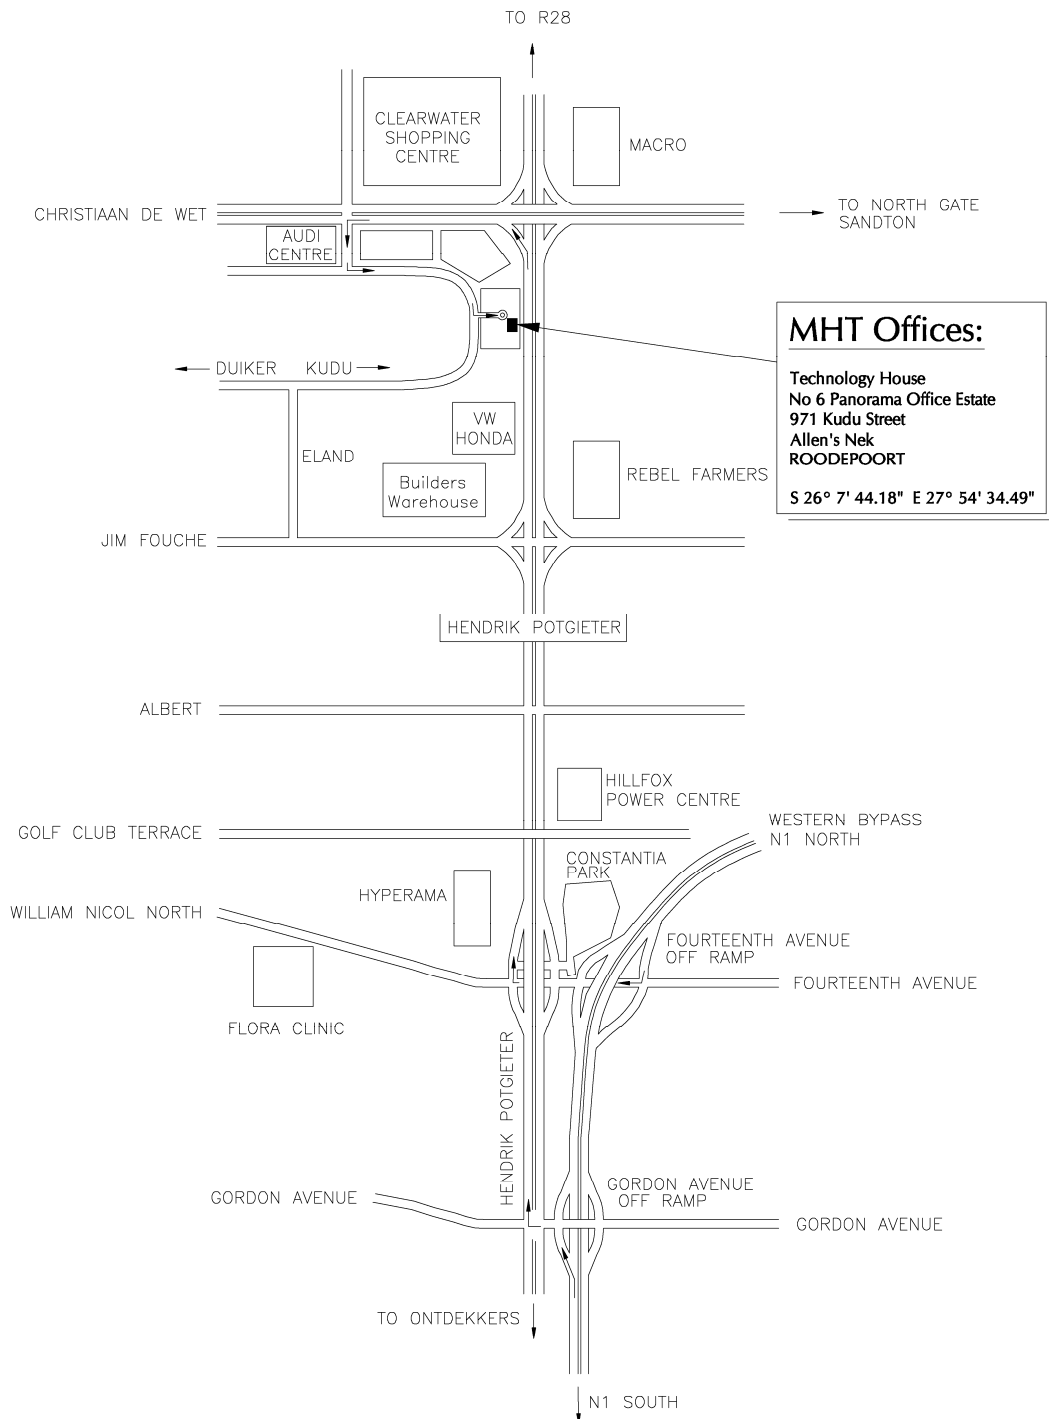 TO R28
CLEARWATER
SHOPPING
CENTRE
MACRO
CHRISTIAAN DE WET
TO NORTH GATE
SANDTON
AUDI
CENTRE
MHT Offices:
Technology House
No 6 Panorama Office Estate
971 Kudu Street
Allen's Nek
ROODEPOORT
S 26° 7' 44.18" E 27° 54' 34.49"
DUIKER KUDU
VW
HONDA
ELAND
Builders
Warehouse
REBEL FARMERS
JIM FOUCHE
HENDRIK POTGIETER
ALBERT
HILLFOX
POWER CENTRE
GOLF CLUB TERRACE
WESTERN BYPASS
N1 NORTH
CONSTANTIA
PARK
HYPERAMA
WILLIAM NICOL NORTH
FOURTEENTH AVENUE
OFF RAMP
FOURTEENTH AVENUE
FLORA CLINIC
HENDRIK POTGIETER
GORDON AVENUE
OFF RAMP
GORDON AVENUE
GORDON AVENUE
TO ONTDEKKERS
N1 SOUTH